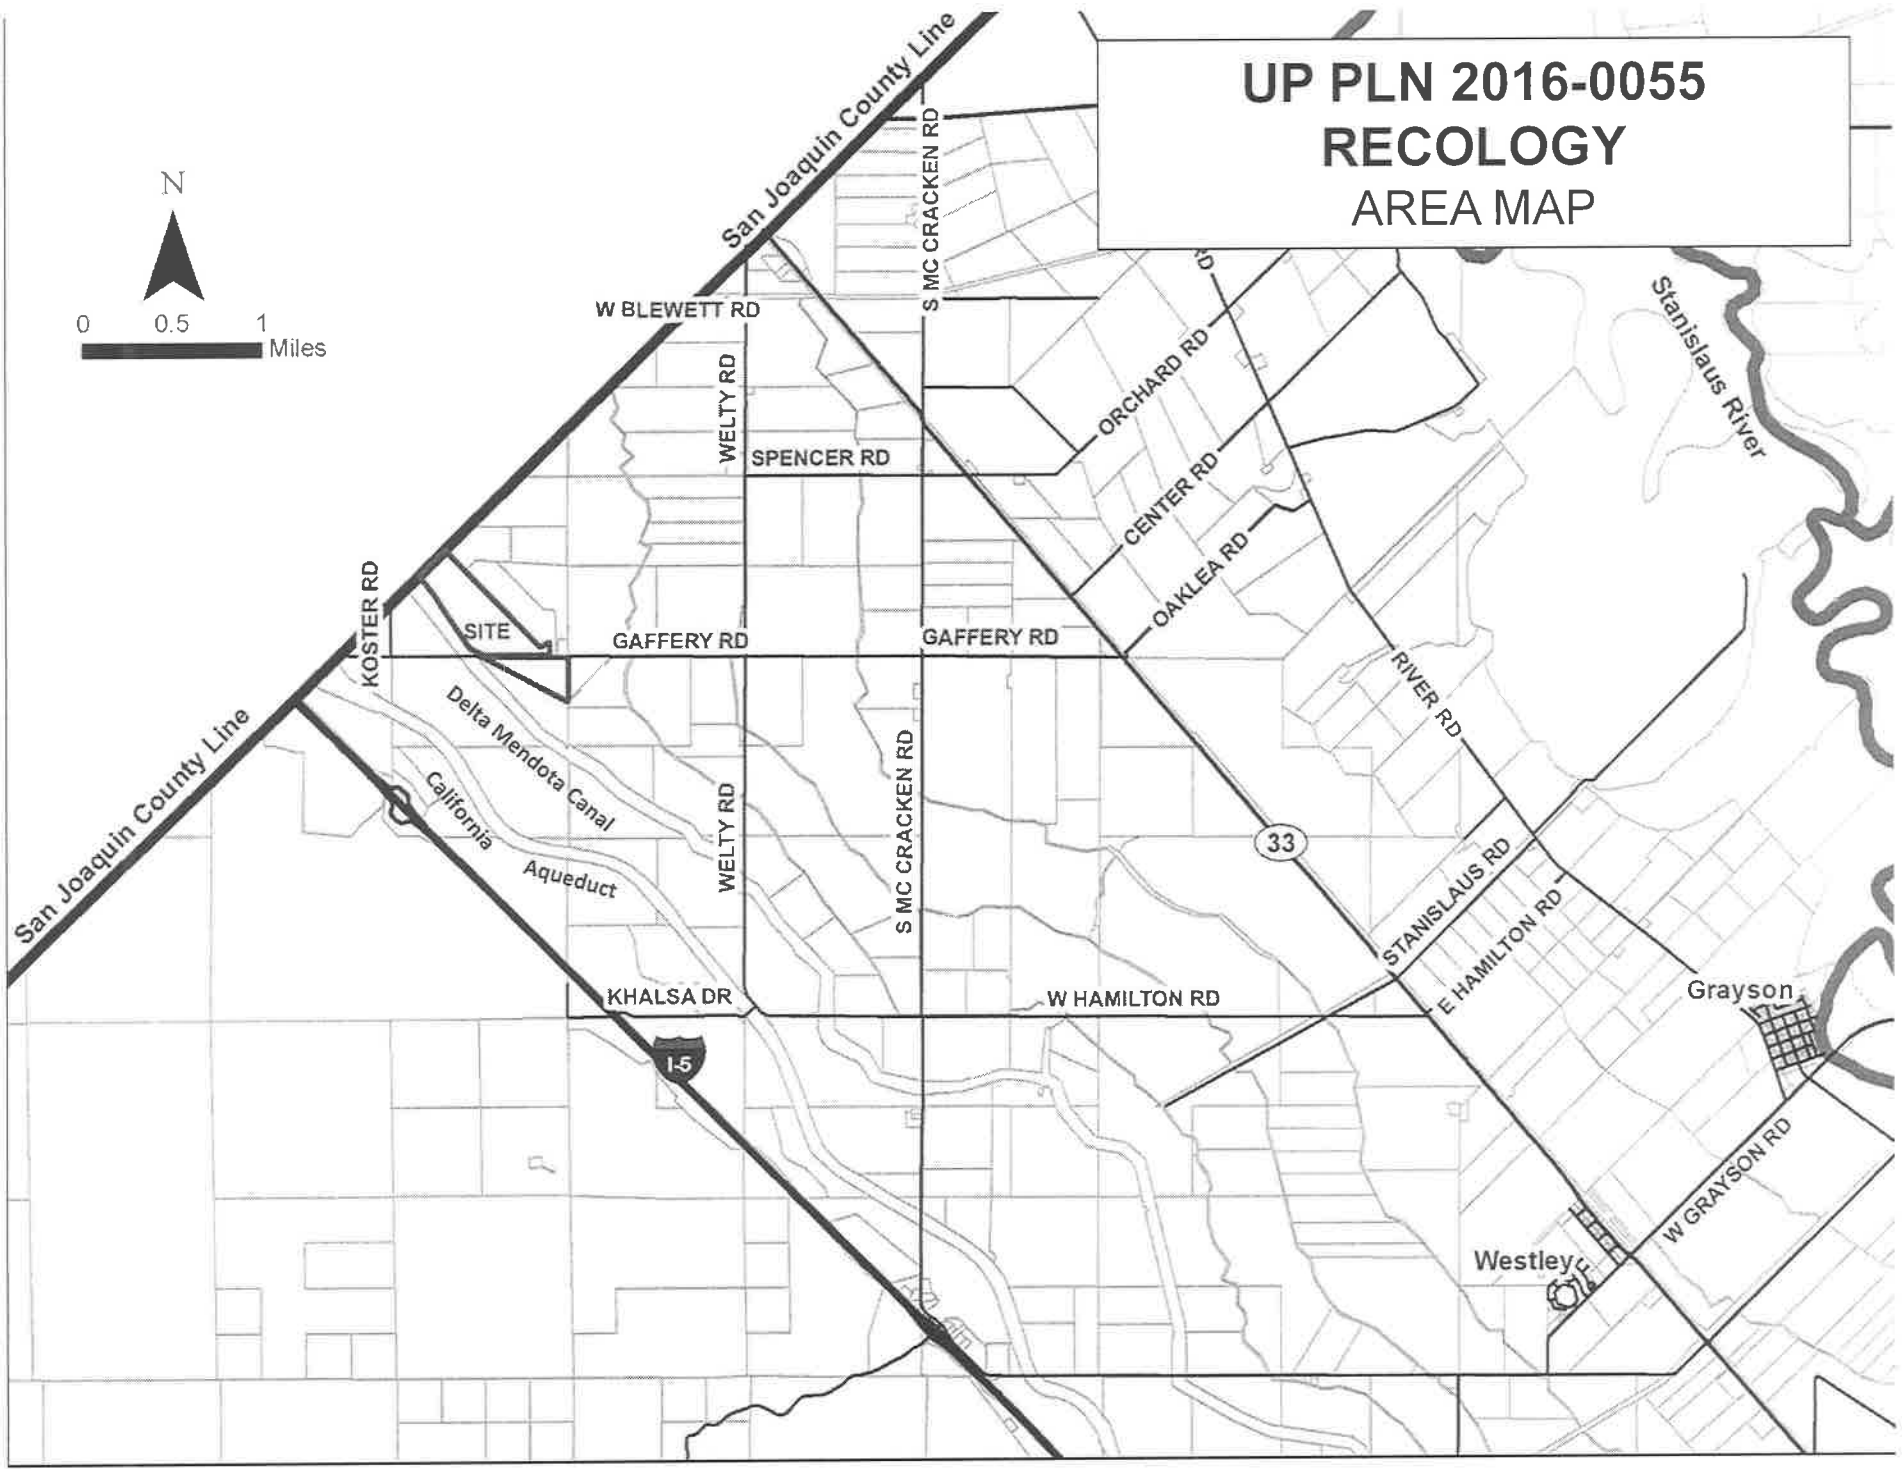 UP PLN 2016-0055
RECOLOGY
AREA MAP
N
0 0.5 1
Miles
San Joaquin County Line
S MC CRACKEN RD
W BLEWETT RD
RD
Stanislaus River
WELTY RD
ORCHARD RD
SPENCER RD
CENTER RD
OAKLEA RD
KOSTER RD
SITE
GAFFERY RD
GAFFERY RD
RIVER RD
Delta Mendota Canal
San Joaquin County Line
California
Aqueduct
WELTY RD
S MC CRACKEN RD
33
STANISLAUS RD
E HAMILTON RD
KHALSA DR
W HAMILTON RD
Grayson
I-5
W GRAYSON RD
Westley